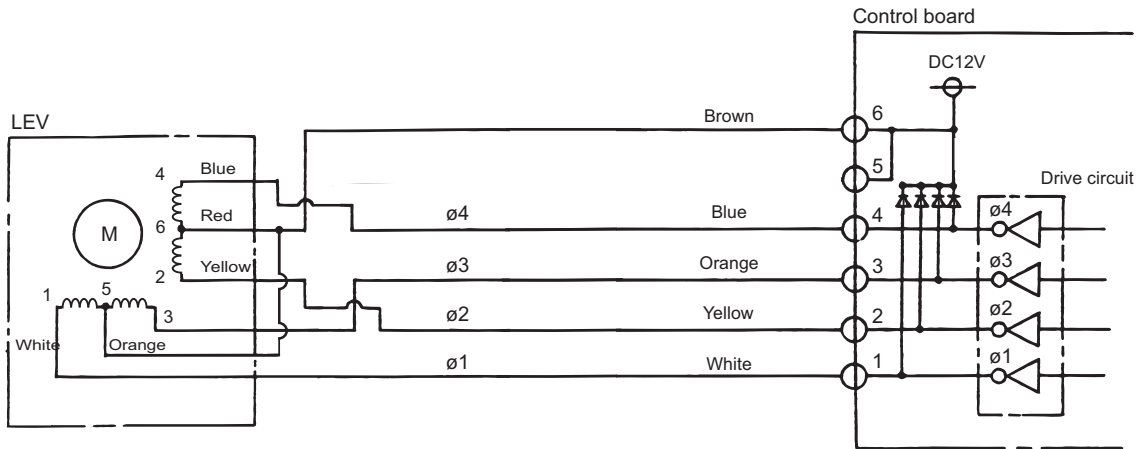 Control board
DC12V
LEV
Brown
6
5
Drive circuit
4
Blue
ø4
Blue
4
ø4
6
Red
M
ø3
Orange
3
ø3
2
Yellow
ø2
Yellow
2
ø2
1
5
3
White
Orange
ø1
White
1
ø1